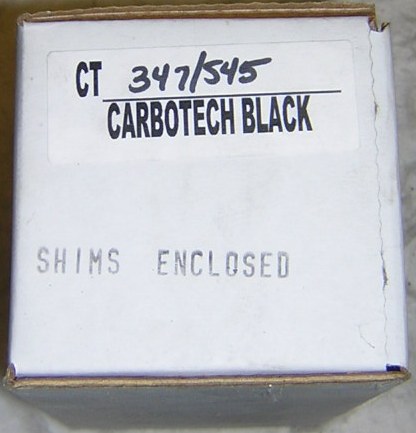 CT 347/545
CARBOTECH BLACK
SHIMS ENCLOSED